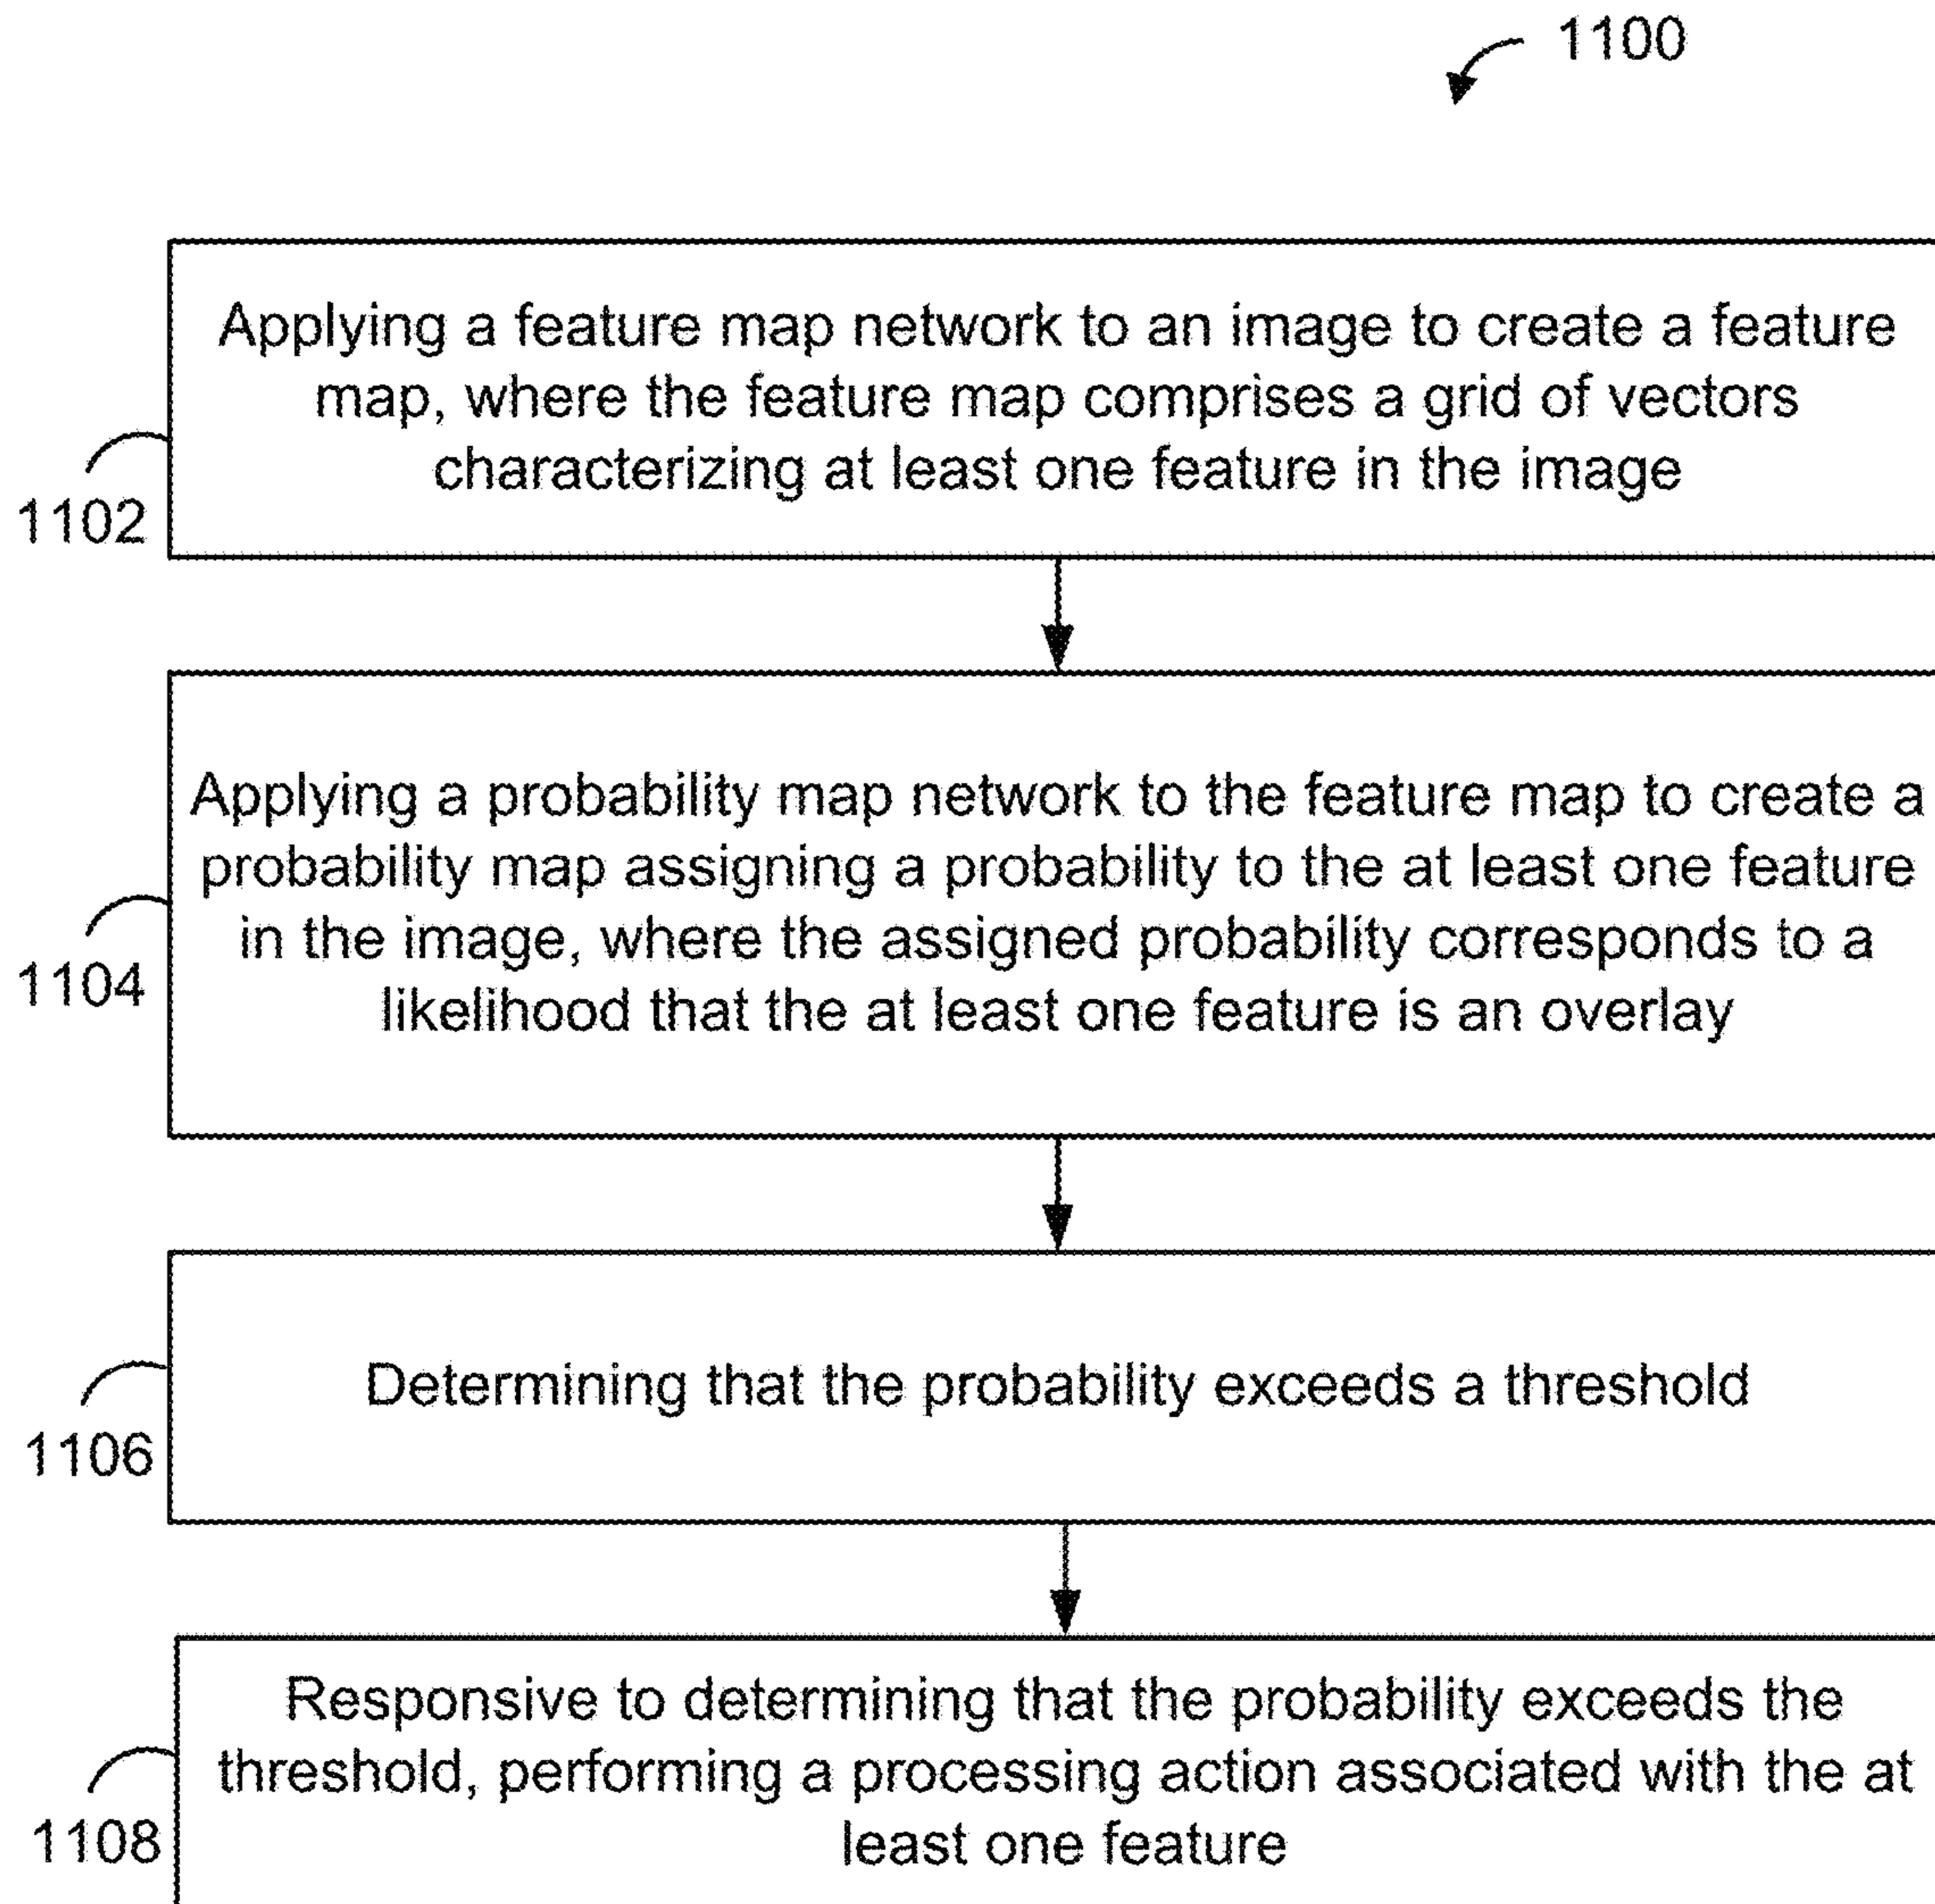 1100
Applying a feature map network to an image to create a feature
map, where the feature map comprises a grid of vectors
characterizing at least one feature in the image
1102
Applying a probability map network to the feature map to create a
probability map assigning a probability to the at least one feature
in the image, where the assigned probability corresponds to a
likelihood that the at least one feature is an overlay
1104
Determining that the probability exceeds a threshold
1106
Responsive to determining that the probability exceeds the
threshold, performing a processing action associated with the at
least one feature
1108